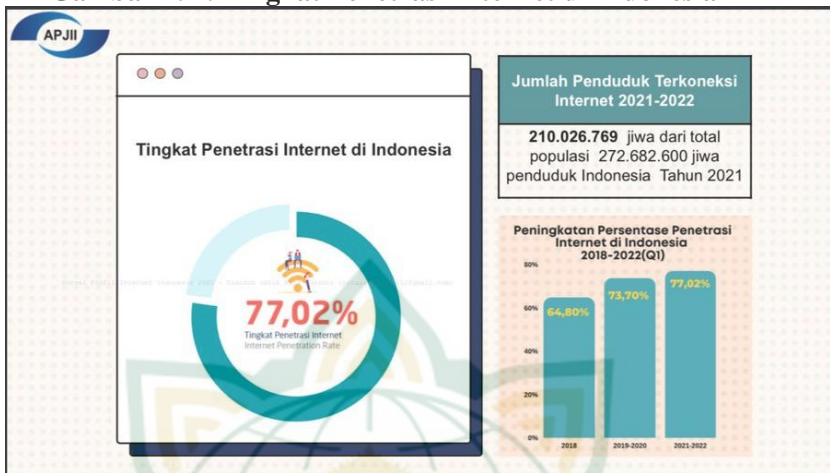 APJII
Tingkat Penetrasi Internet di Indonesia
77,02%
Tingkat Penetrasi Internet
Internet Penetration Rate
Jumlah Penduduk Terkoneksi
Internet 2021-2022
210.026.769 jiwa dari total
populasi 272.682.600 jiwa
penduduk Indonesia Tahun 2021
Peningkatan Persentase Penetrasi
Internet di Indonesia
2018-2022(Q1)
80%
60%
40%
20%
0%
64,80%
73,70%
77,02%
2018
2019-2020
2021-2022